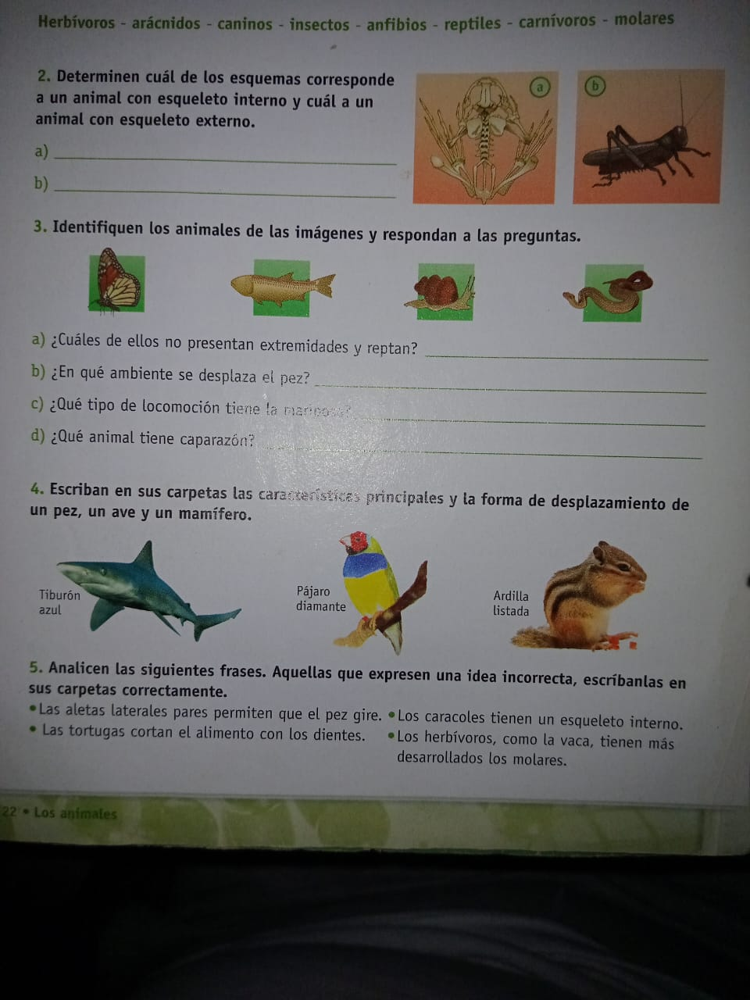 Herbívoros - arácnidos - caninos - insectos - anfibios - reptiles - carnívoros - molares
2. Determinen cuál de los esquemas corresponde
a un animal con esqueleto interno y cuál a un
animal con esqueleto externo.
a)
b)
a
b
3. Identifiquen los animales de las imágenes y respondan a las preguntas.
a) ¿Cuáles de ellos no presentan extremidades y reptan?
b) ¿En qué ambiente se desplaza el pez?
c) ¿Qué tipo de locomoción tiene la mariposa?
d) ¿Qué animal tiene caparazón?
4. Escriban en sus carpetas las características principales y la forma de desplazamiento de
un pez, un ave y un mamífero.
Tiburón
azul
Pájaro
diamante
Ardilla
listada
5. Analicen las siguientes frases. Aquellas que expresen una idea incorrecta, escríbanlas en
sus carpetas correctamente.
• Las aletas laterales pares permiten que el pez gire.
• Las tortugas cortan el alimento con los dientes.
• Los caracoles tienen un esqueleto interno.
• Los herbívoros, como la vaca, tienen más
desarrollados los molares.
22 • Los animales